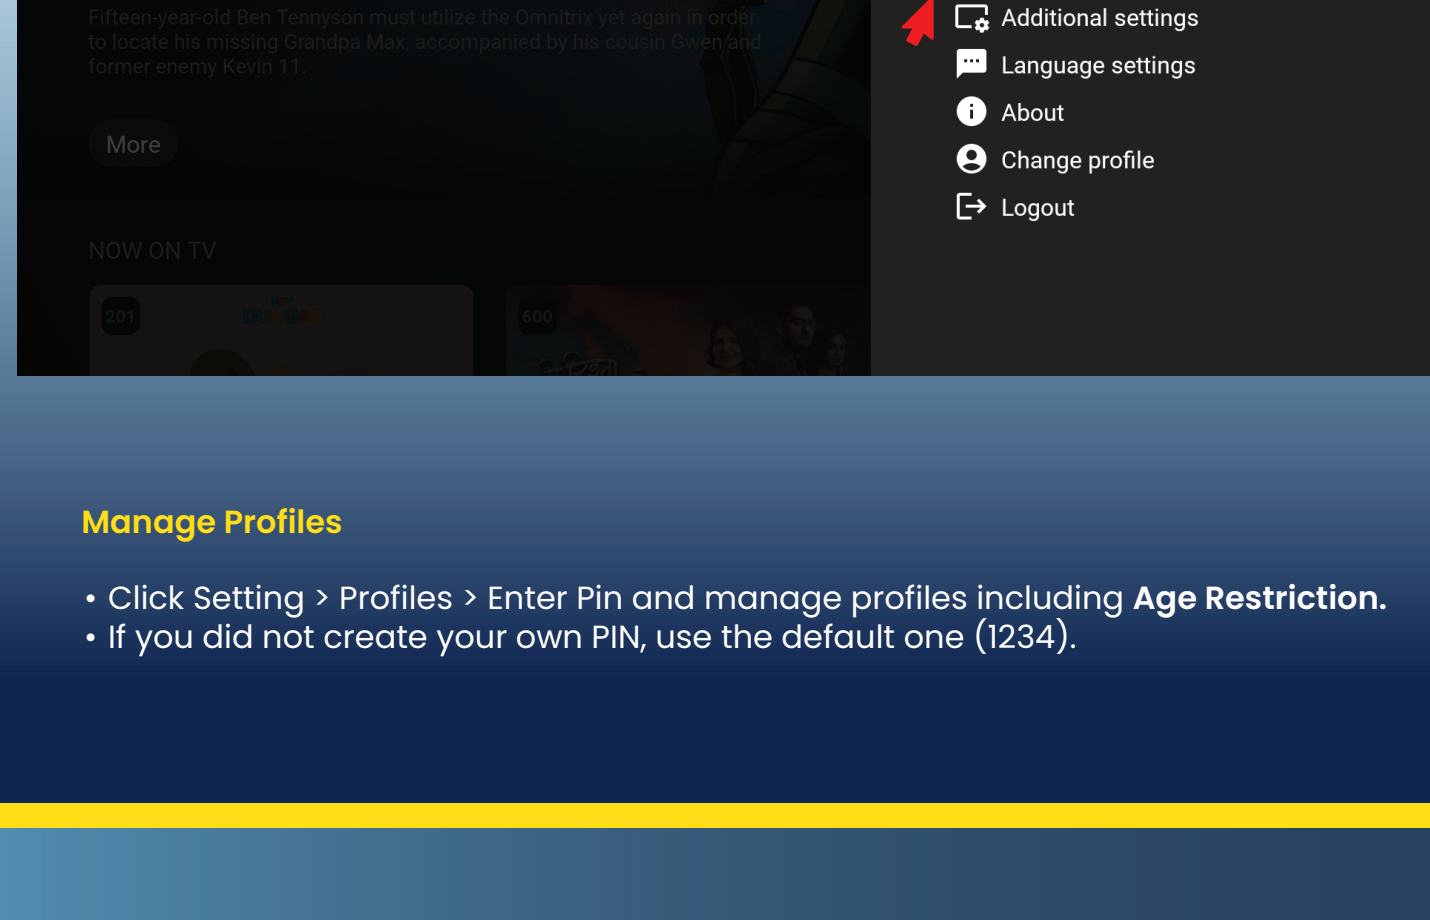 Fifteen-year-old Ben Tennyson must utilize the Omnitrix yet again in order
to locate his missing Grandpa Max, accompanied by his cousin Gwen and
former enemy Kevin 11.
More
NOW ON TV
201
600
Additional settings
Language settings
About
Change profile
Logout
Manage Profiles
• Click Setting > Profiles > Enter Pin and manage profiles including Age Restriction.
• If you did not create your own PIN, use the default one (1234).